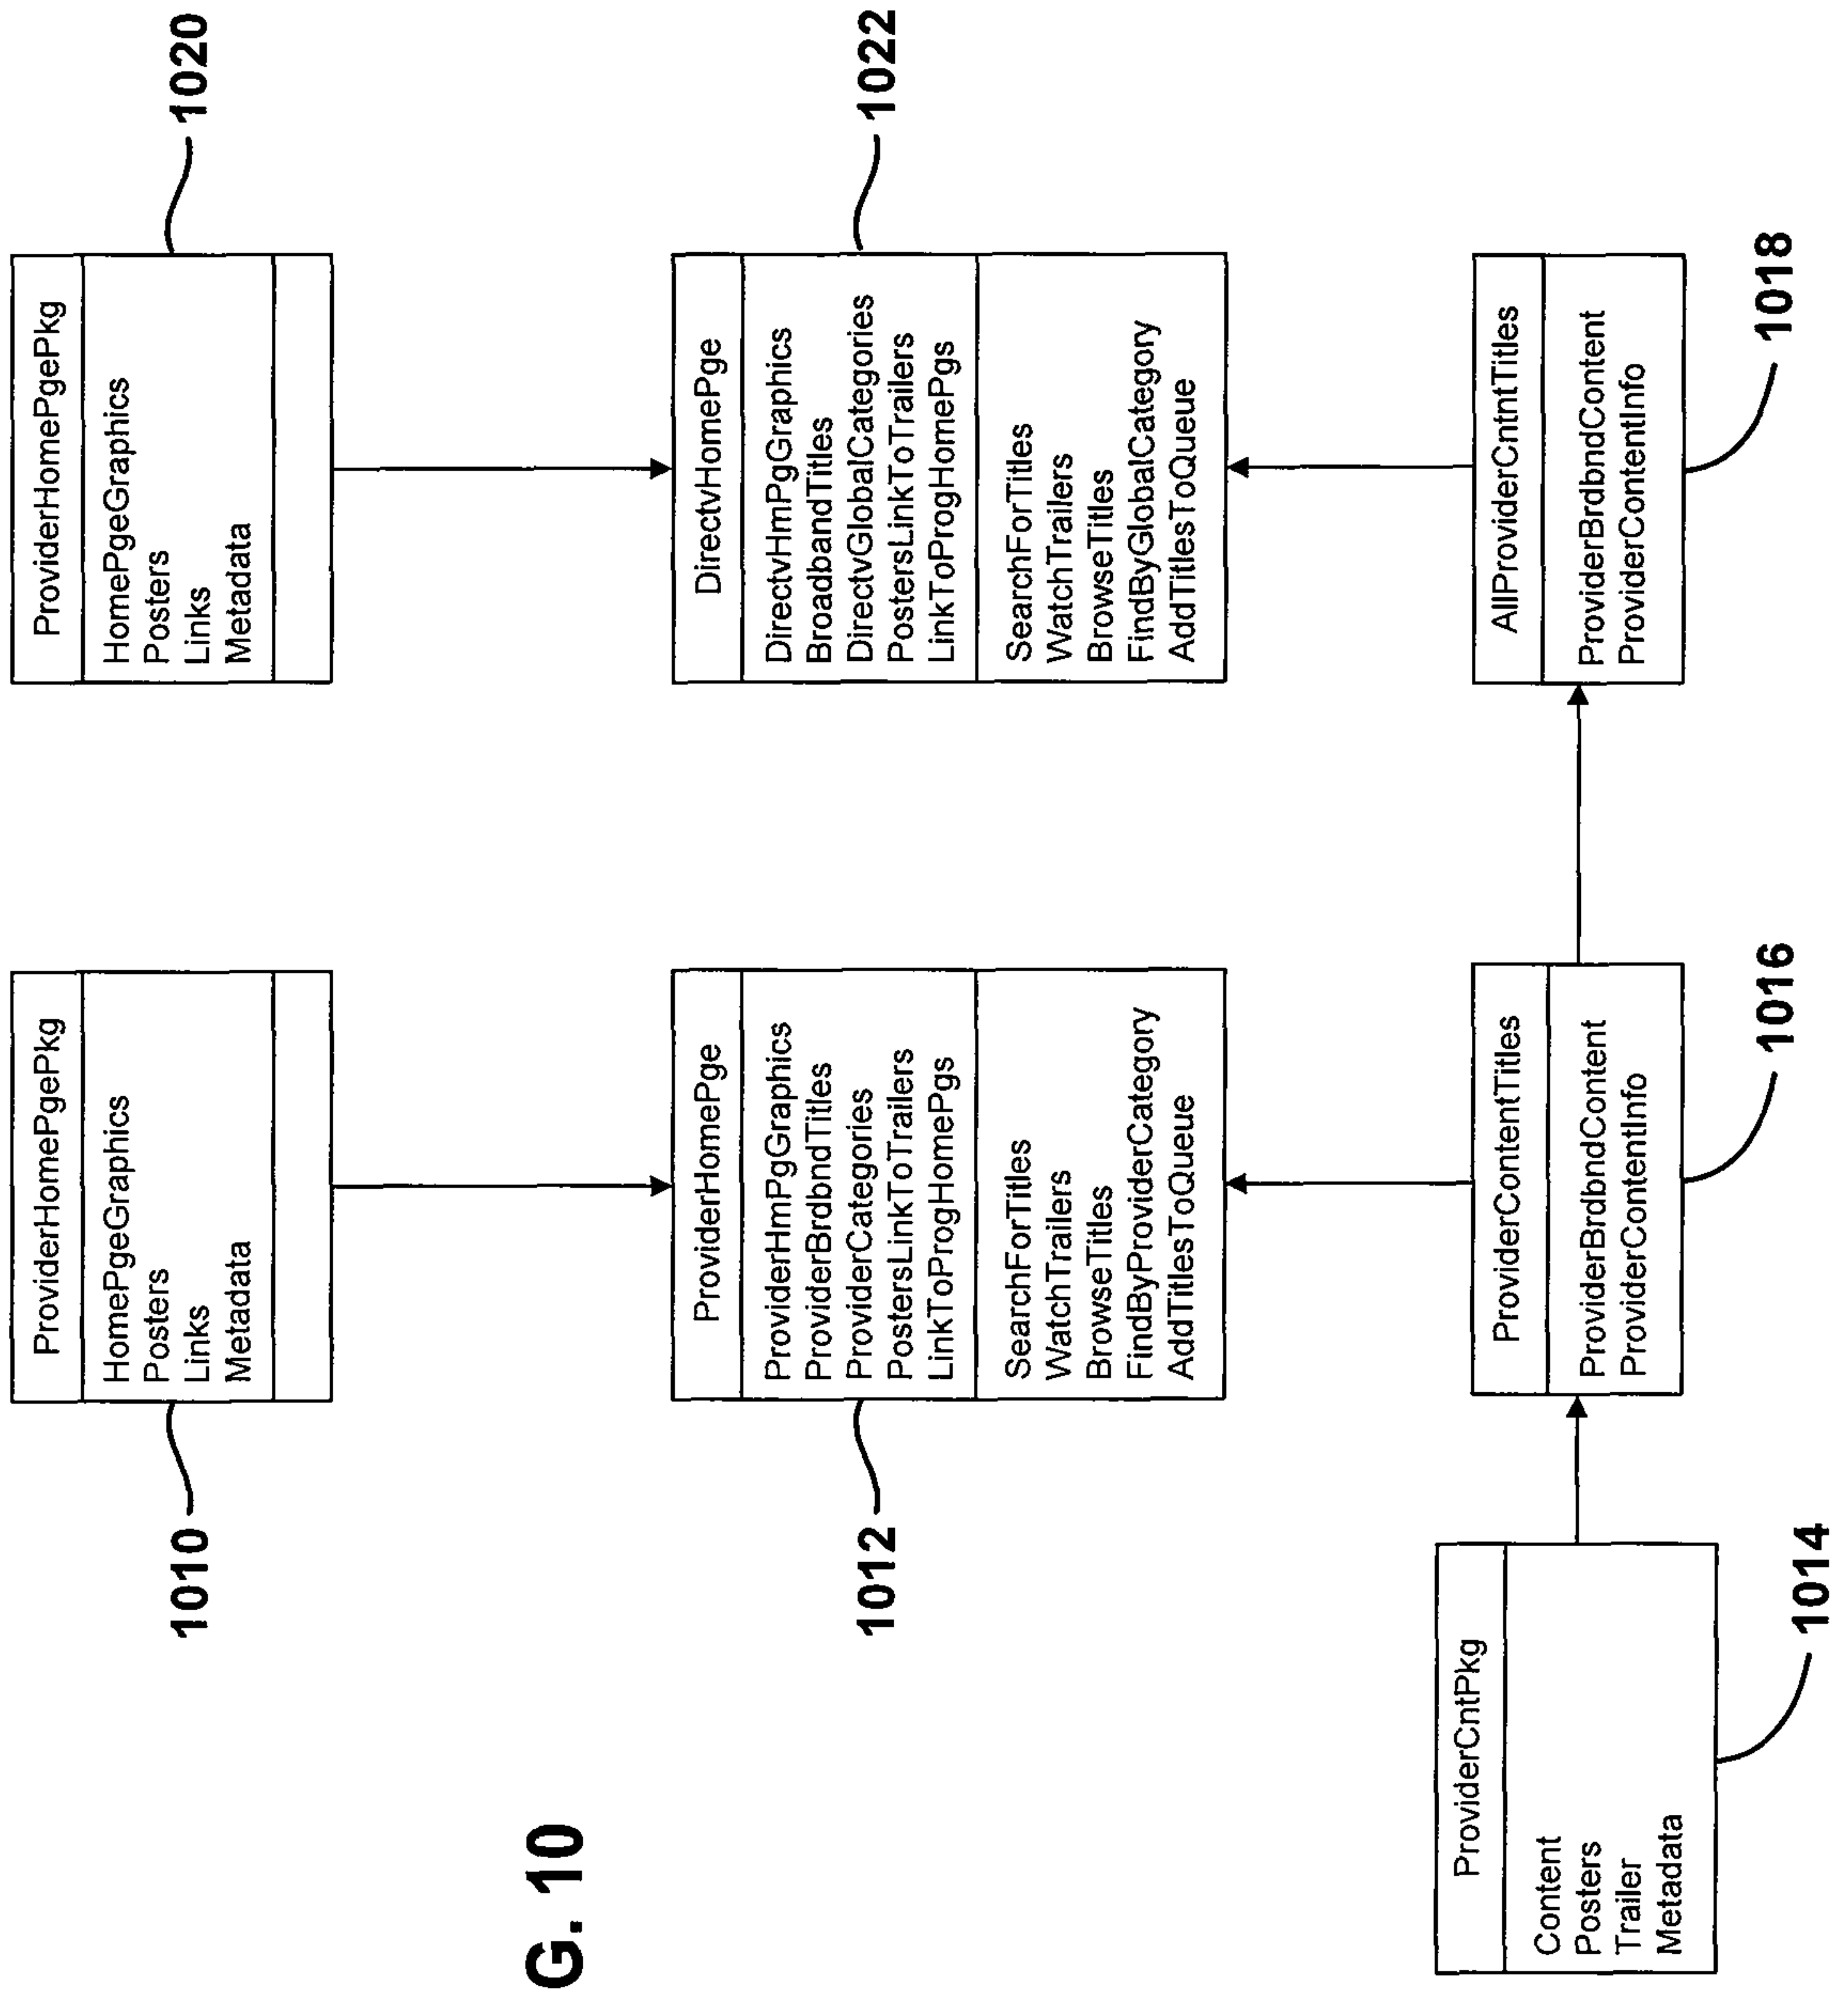 G. 10
ProviderHomePgePkg
HomePgeGraphics
Posters
Links
Metadata
1010
ProviderHomePgePkg
HomePgeGraphics
Posters
Links
Metadata
1020
ProviderHomePge
ProviderHmPgGraphics
ProviderBrdbndTitles
ProviderCategories
PostersLinkToTrailers
LinkToProgHomePgs
SearchForTitles
WatchTrailers
BrowseTitles
FindByProviderCategory
AddTitlesToQueue
1012
DirectvHomePge
DirectvHmPgGraphics
BroadbandTitles
DirectvGlobalCategories
PostersLinkToTrailers
LinkToProgHomePgs
SearchForTitles
WatchTrailers
BrowseTitles
FindByGlobalCategory
AddTitlesToQueue
1022
ProviderCntPkg
Content
Posters
Trailer
Metadata
1014
ProviderContentTitles
ProviderBrdbndContent
ProviderContentInfo
1016
AllProviderCntntTitles
ProviderBrdbndContent
ProviderContentInfo
1018